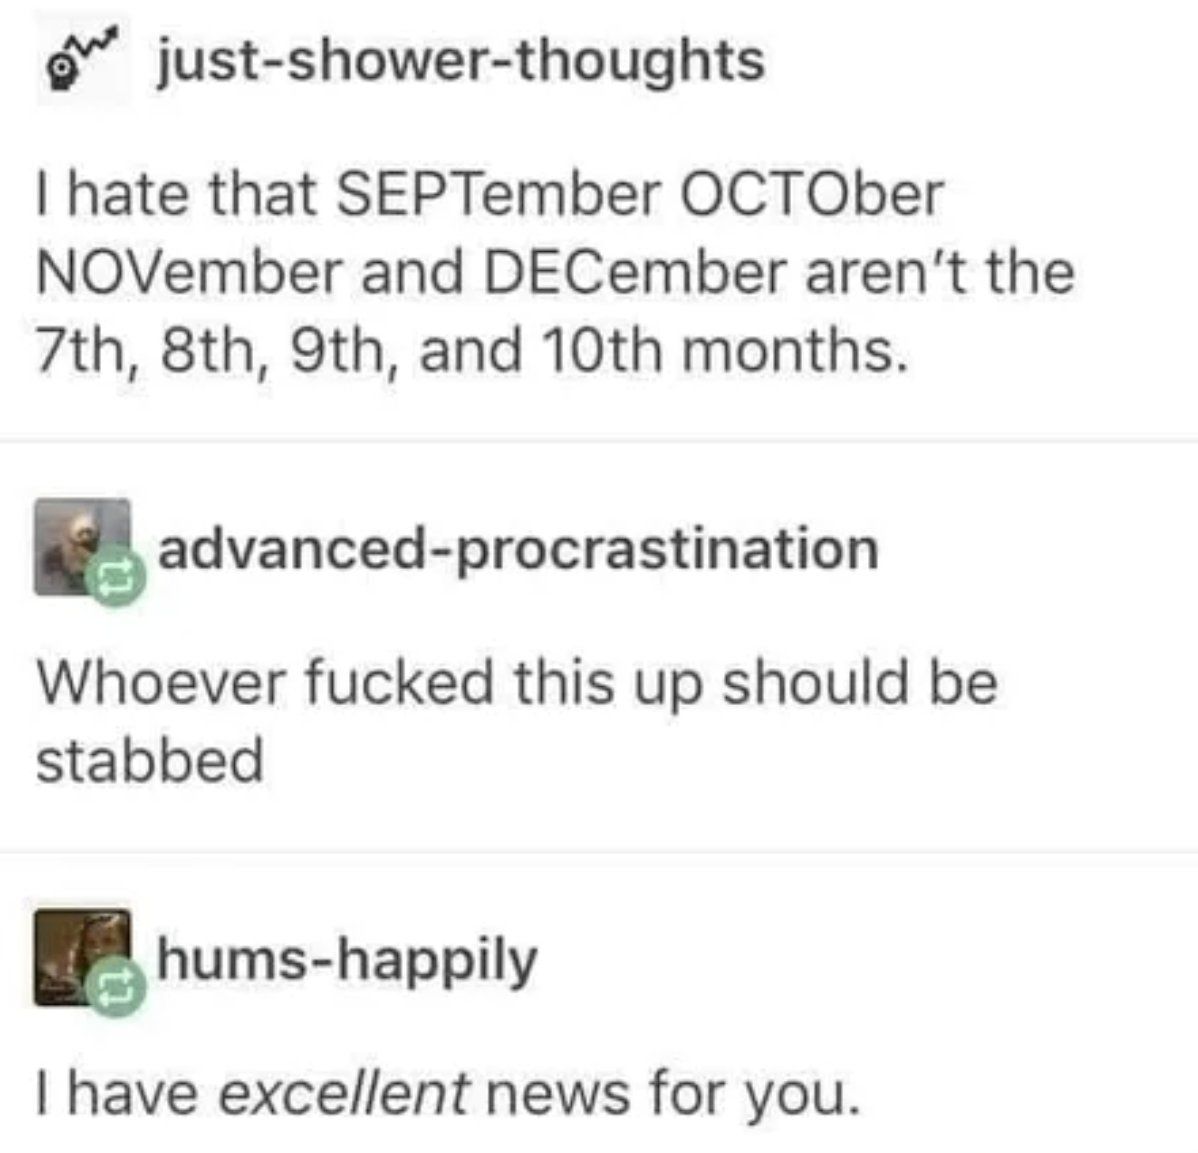 just-shower-thoughts
I hate that SEPTember OCTOber
NOVember and DECember aren't the
7th, 8th, 9th, and 10th months.
advanced-procrastination
Whoever fucked this up should be
stabbed
hums-happily
I have excellent news for you.